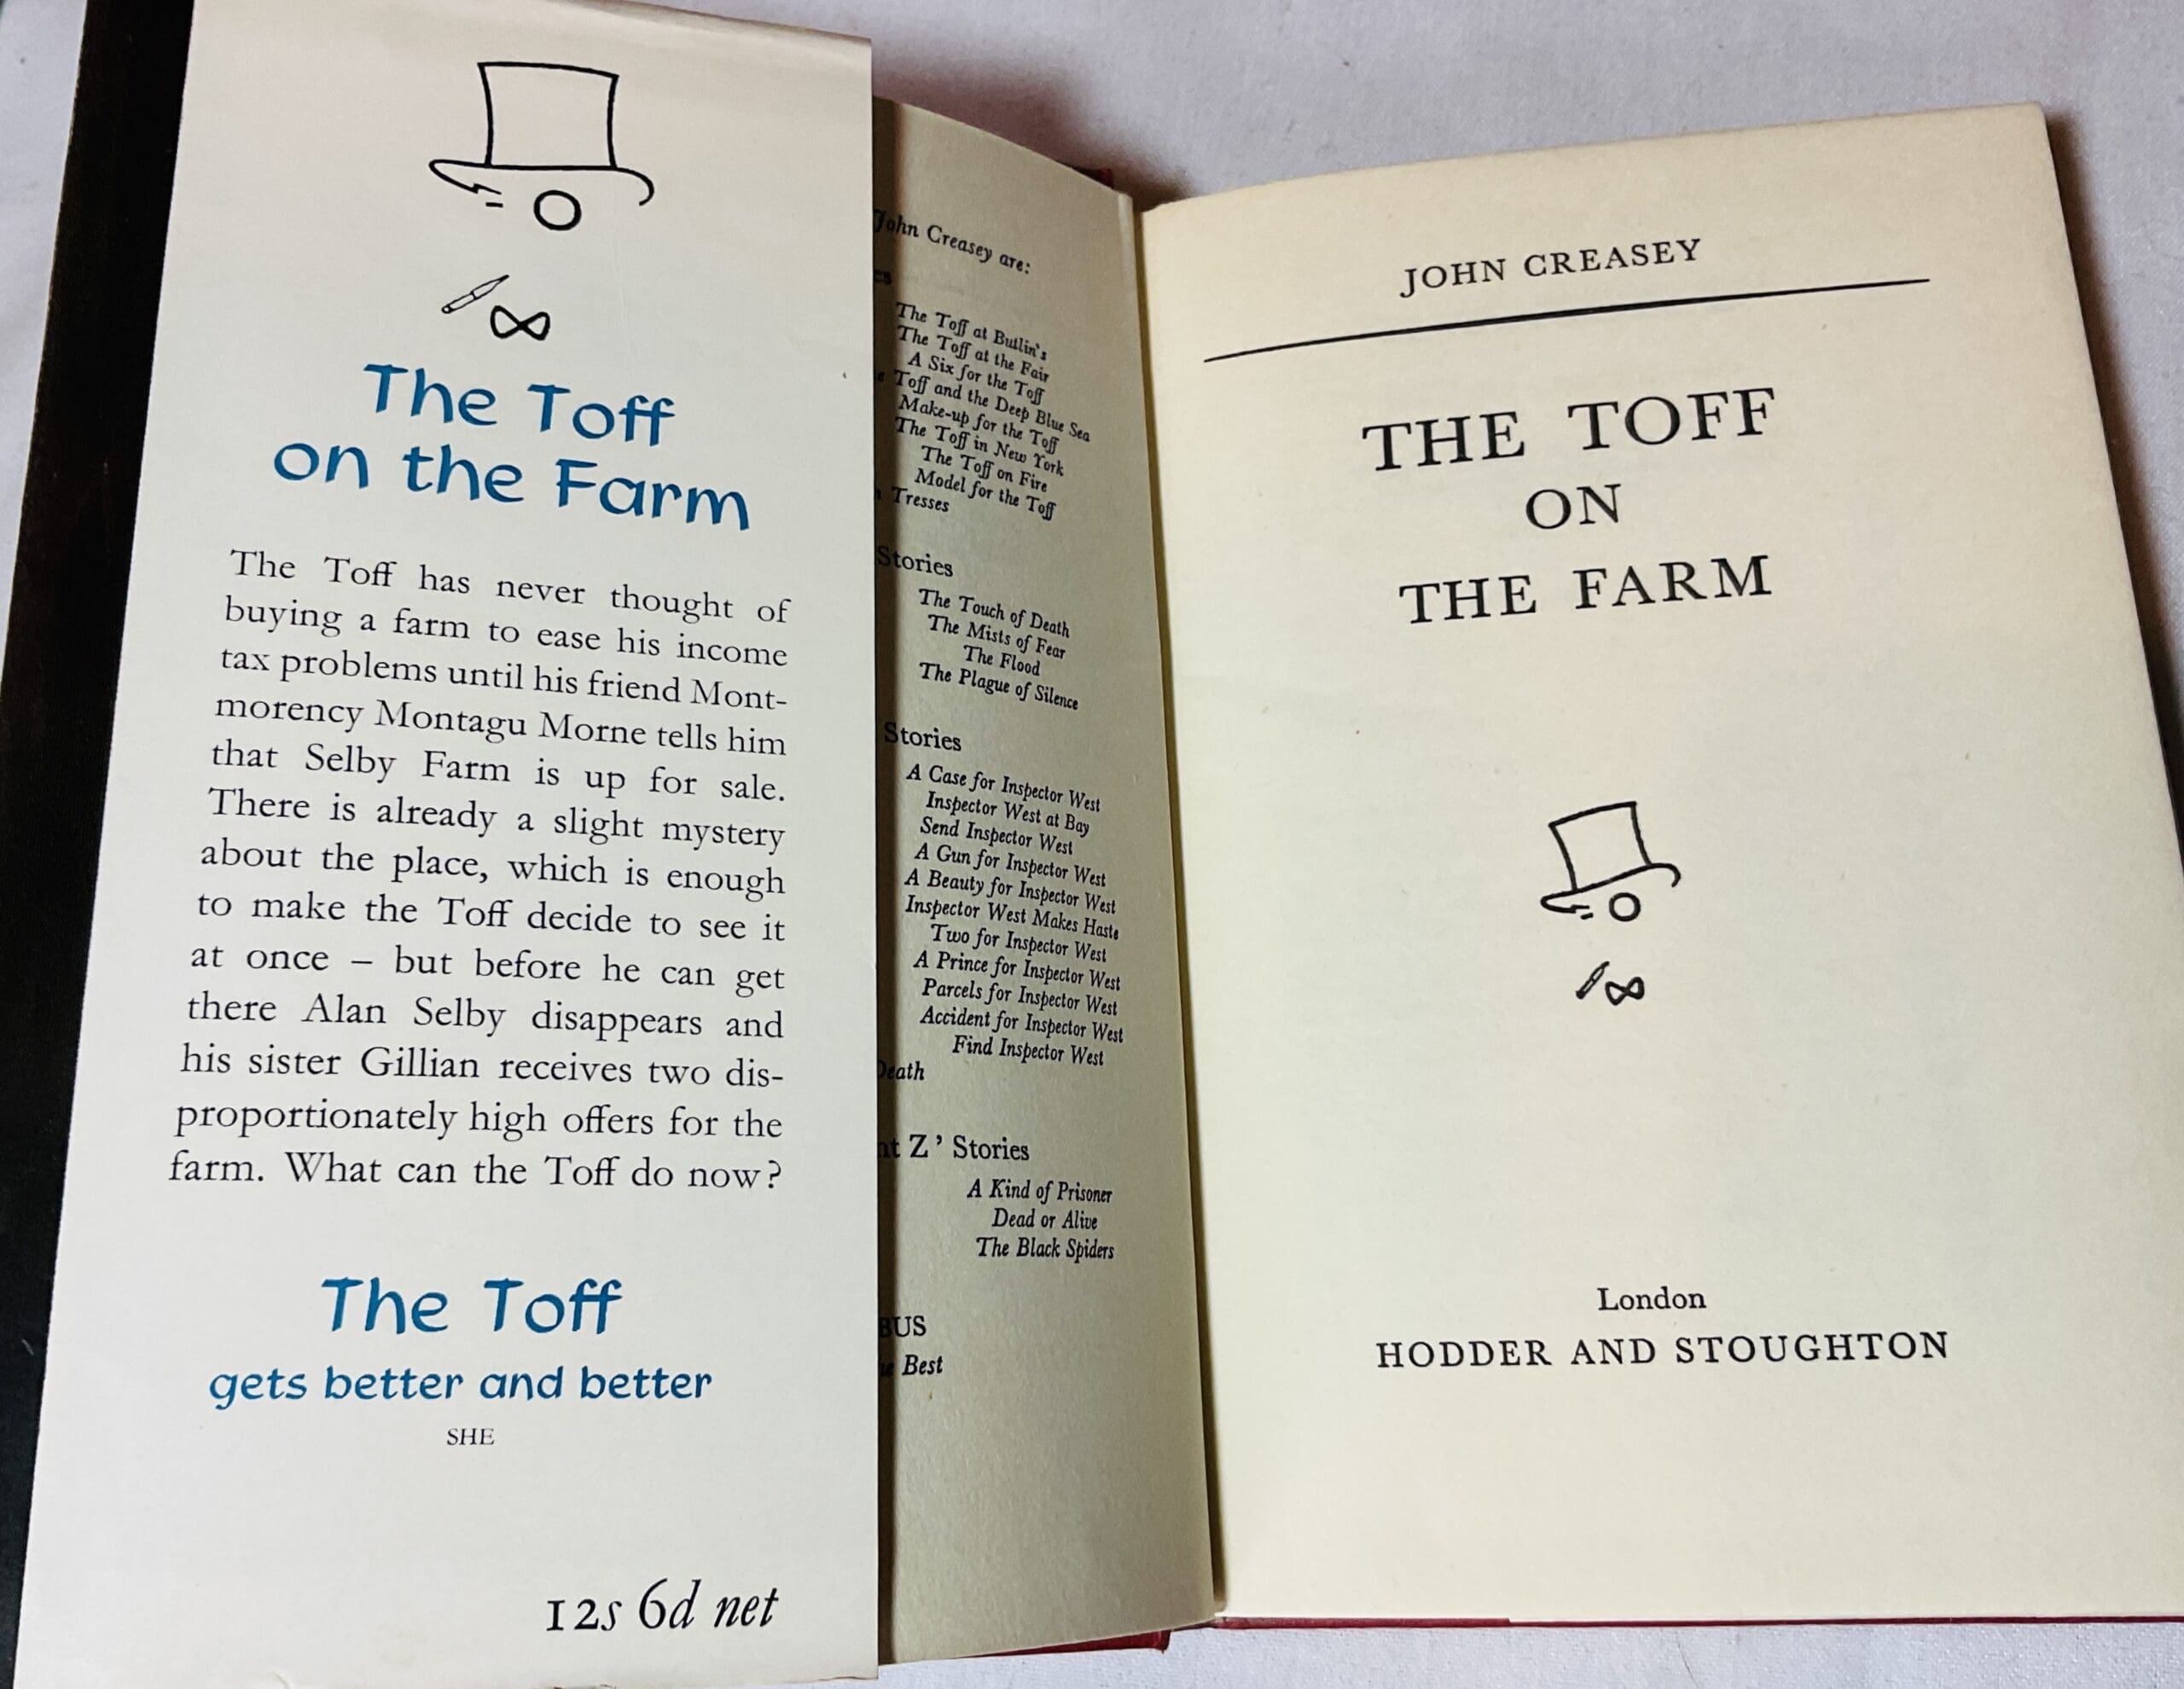 The Toff
on the Farm
The Toff has never thought of
buying a farm to ease his income
tax problems until his friend Mont-
morency Montagu Morne tells him
that Selby Farm is up for sale.
There is already a slight mystery
about the place, which is enough
to make the Toff decide to see it
at once – but before he can get
there Alan Selby disappears and
his sister Gillian receives two dis-
proportionately high offers for the
farm. What can the Toff do now?
The Toff
gets better and better
SHE
12s 6d net
John Creasey are:
The Toff at Butlin's
The Toff at the Fair
A Six for the Toff
Toff and the Deep Blue Sea
Make-up for the Toff
The Toff in New York
The Toff on Fire
Model for the Toff
Tresses
Stories
The Touch of Death
The Mists of Fear
The Flood
The Plague of Silence
Stories
A Case for Inspector West
Inspector West at Bay
Send Inspector West
A Gun for Inspector West
A Beauty for Inspector West
Inspector West Makes Haste
Two for Inspector West
A Prince for Inspector West
Parcels for Inspector West
Accident for Inspector West
Find Inspector West
Death
Z' Stories
A Kind of Prisoner
Dead or Alive
The Black Spiders
BUS
Best
JOHN CREASEY
THE TOFF
ON
THE FARM
London
HODDER AND STOUGHTON